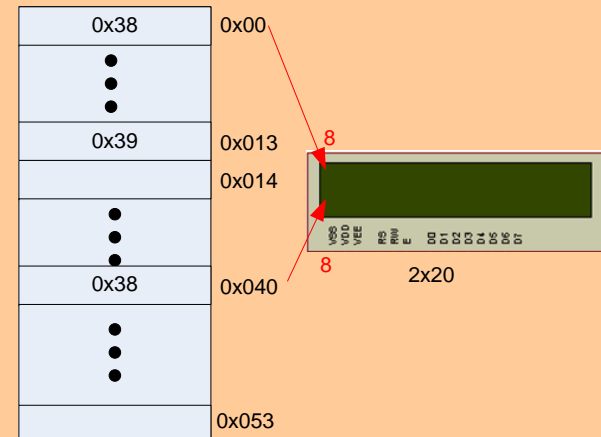 0x38 0x00
8
0x39 0x013
0x014
VSS VDD VEE RS RW E D0 D1 D2 D3 D4 D5 D6 D7
8
2x20
0x38 0x040
0x053